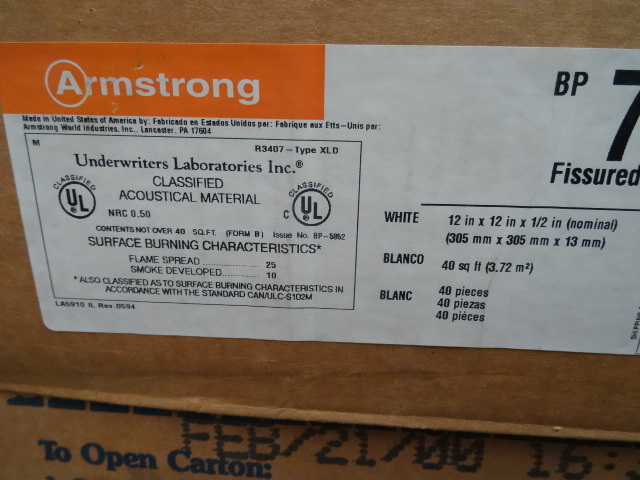 Armstrong
BP 7
Made in United States of America by: Fabricado en Estados Unidos par: Fabrique aux Etts-Unis par:
Armstrong World Industries, Inc., Lancaster, PA 17604
Fissured
M
R3407-Type XLD
Underwriters Laboratories Inc.®
CLASSIFIED
ACOUSTICAL MATERIAL
NRC 0.50
CLASSIFIED
UL
C
CLASSIFIED
UL
CONTENTS NOT OVER 40 SQ.FT. (FORM B) Issue No. BP-5852
SURFACE BURNING CHARACTERISTICS*
FLAME SPREAD 25
SMOKE DEVELOPED 10
*ALSO CLASSIFIED AS TO SURFACE BURNING CHARACTERISTICS IN
ACCORDANCE WITH THE STANDARD CAN/ULC-S102M
LA5910 IL Rev 0594
WHITE 12 in x 12 in x 1/2 in (nominal)
(305 mm x 305 mm x 13 mm)
BLANCO 40 sq ft (3.72 m²)
BLANC 40 pieces
40 piezas
40 pièces
FEB/21/00 16:
To Open Carton: